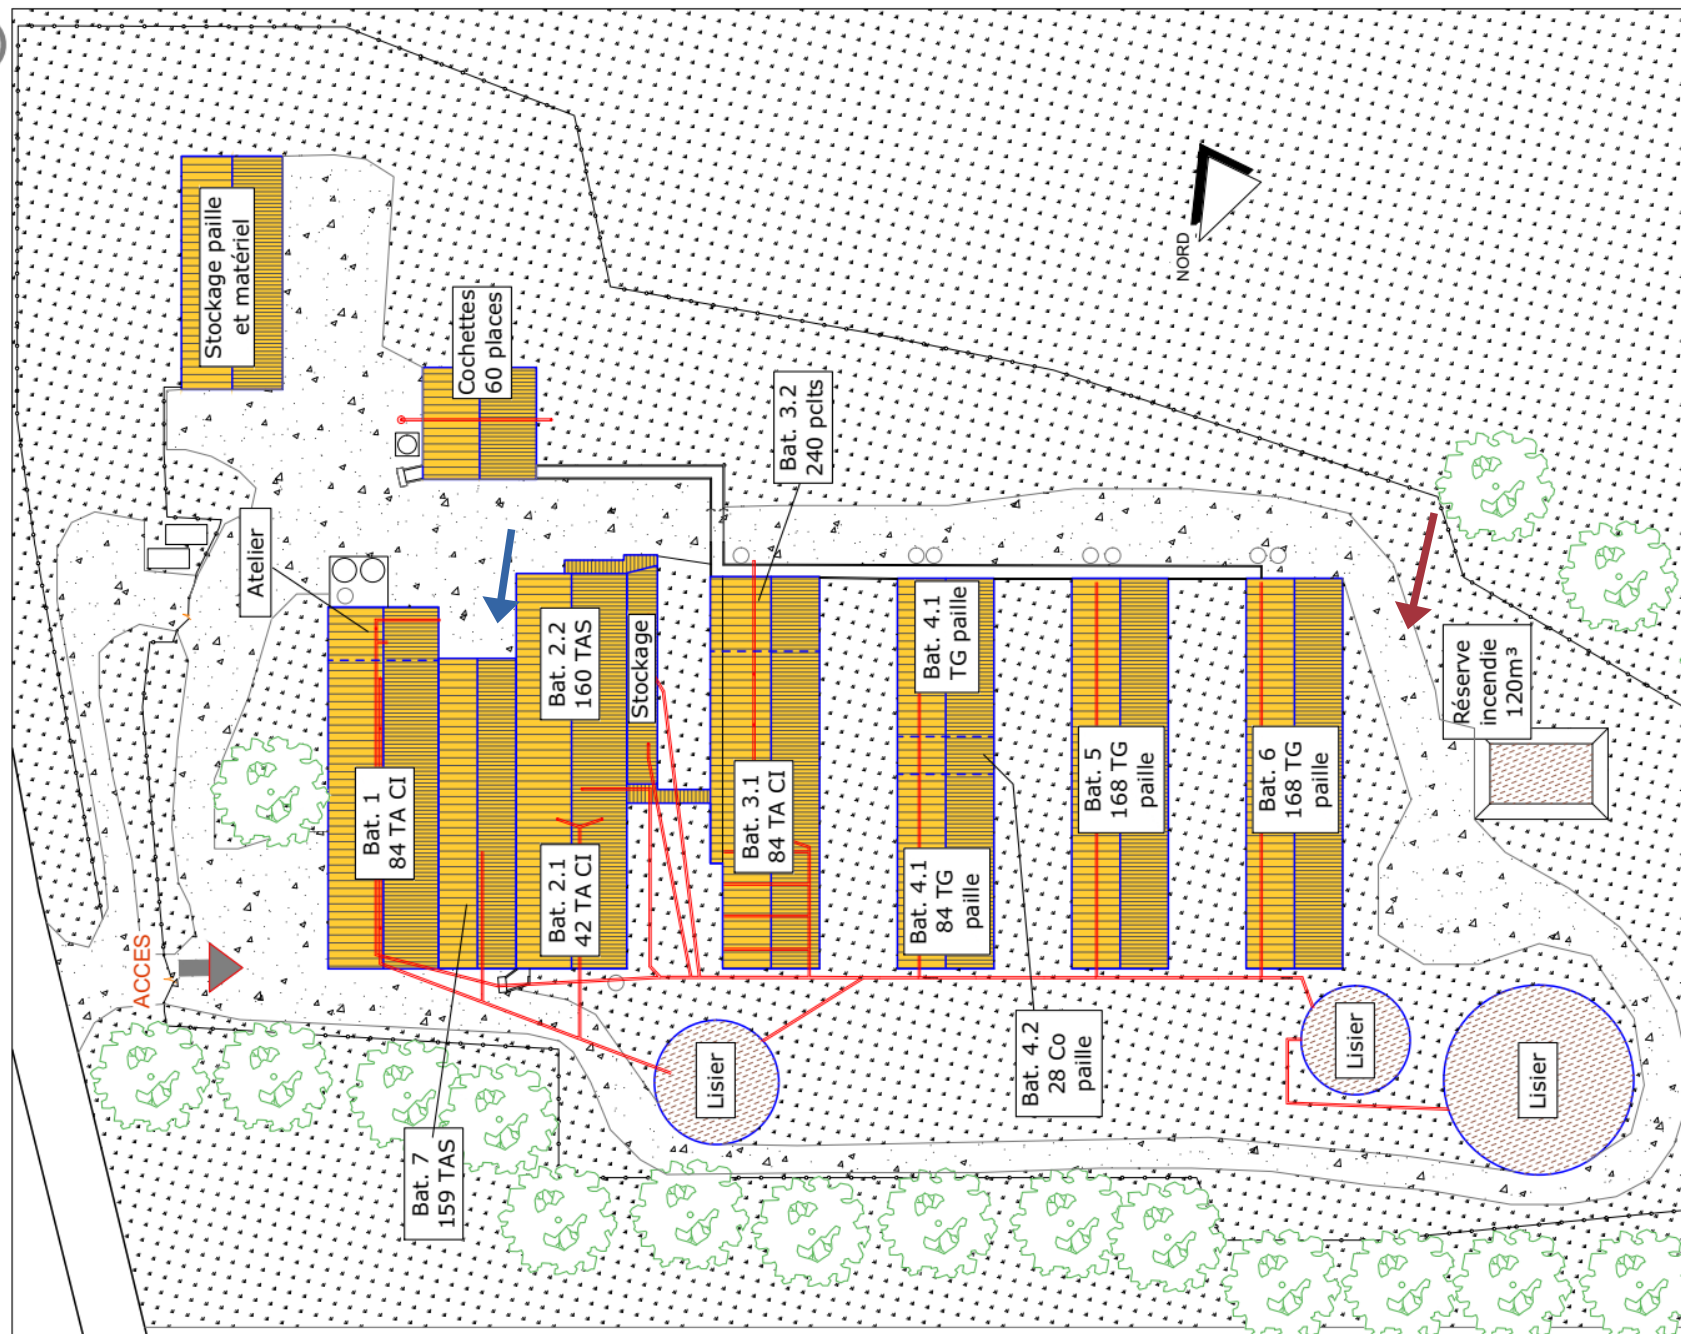 Stockage paille
et matériel
Cochettes
60 places
NORD
Bat. 3.2
240 pclts
Atelier
Bat. 2.2
160 TAS
Stockage
Bat. 4.1
TG paille
Réserve
incendie
120m³
Bat. 1
84 TA CI
Bat. 3.1
84 TA CI
Bat. 5
168 TG
paille
Bat. 6
168 TG
paille
Bat. 2.1
42 TA CI
Bat. 4.1
84 TG
paille
ACCES
Lisier
Bat. 4.2
28 Co
paille
Lisier
Lisier
Bat. 7
159 TAS